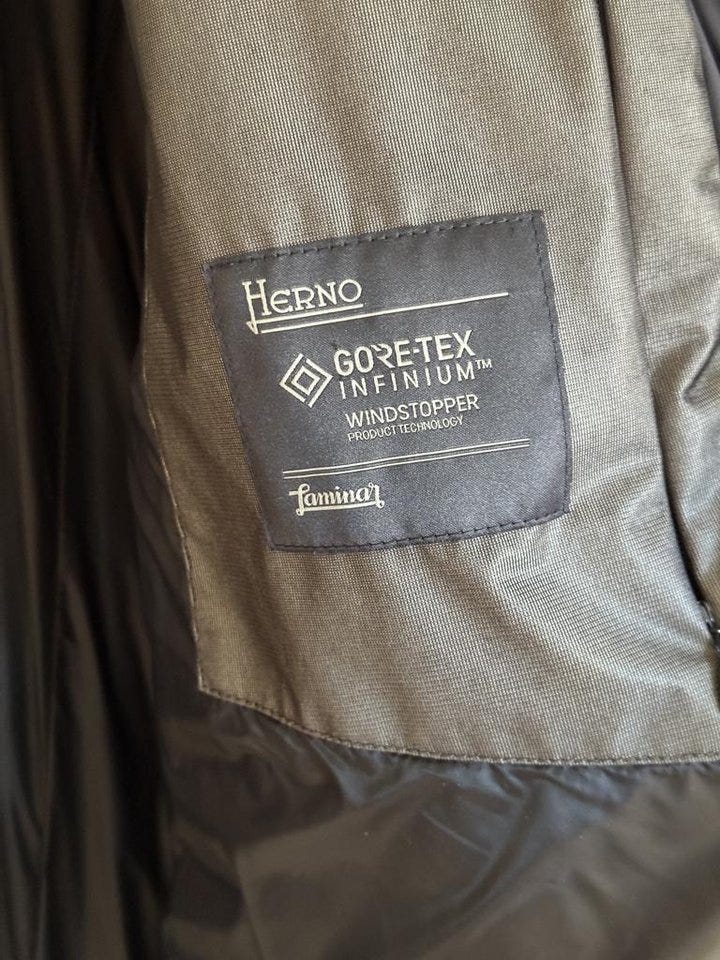 HERNO
GORE-TEX
INFINIUM™
WINDSTOPPER
PRODUCT TECHNOLOGY
Laminar